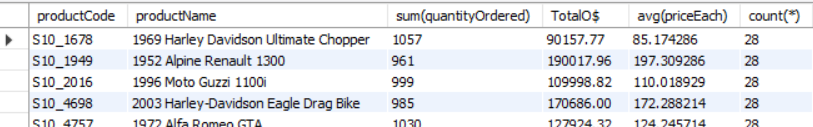 productCode productName sum(quantityOrdered) TotalO$ avg(priceEach) count(*)
S10_1678 1969 Harley Davidson Ultimate Chopper 1057 90157.77 85.174286 28
S10_1949 1952 Alpine Renault 1300 961 190017.96 197.309286 28
S10_2016 1996 Moto Guzzi 1100i 999 109998.82 110.018929 28
S10_4698 2003 Harley-Davidson Eagle Drag Bike 985 170686.00 172.288214 28
S10_4757 1972 Alfa Romeo GTA 1030 127924.32 124.245714 28